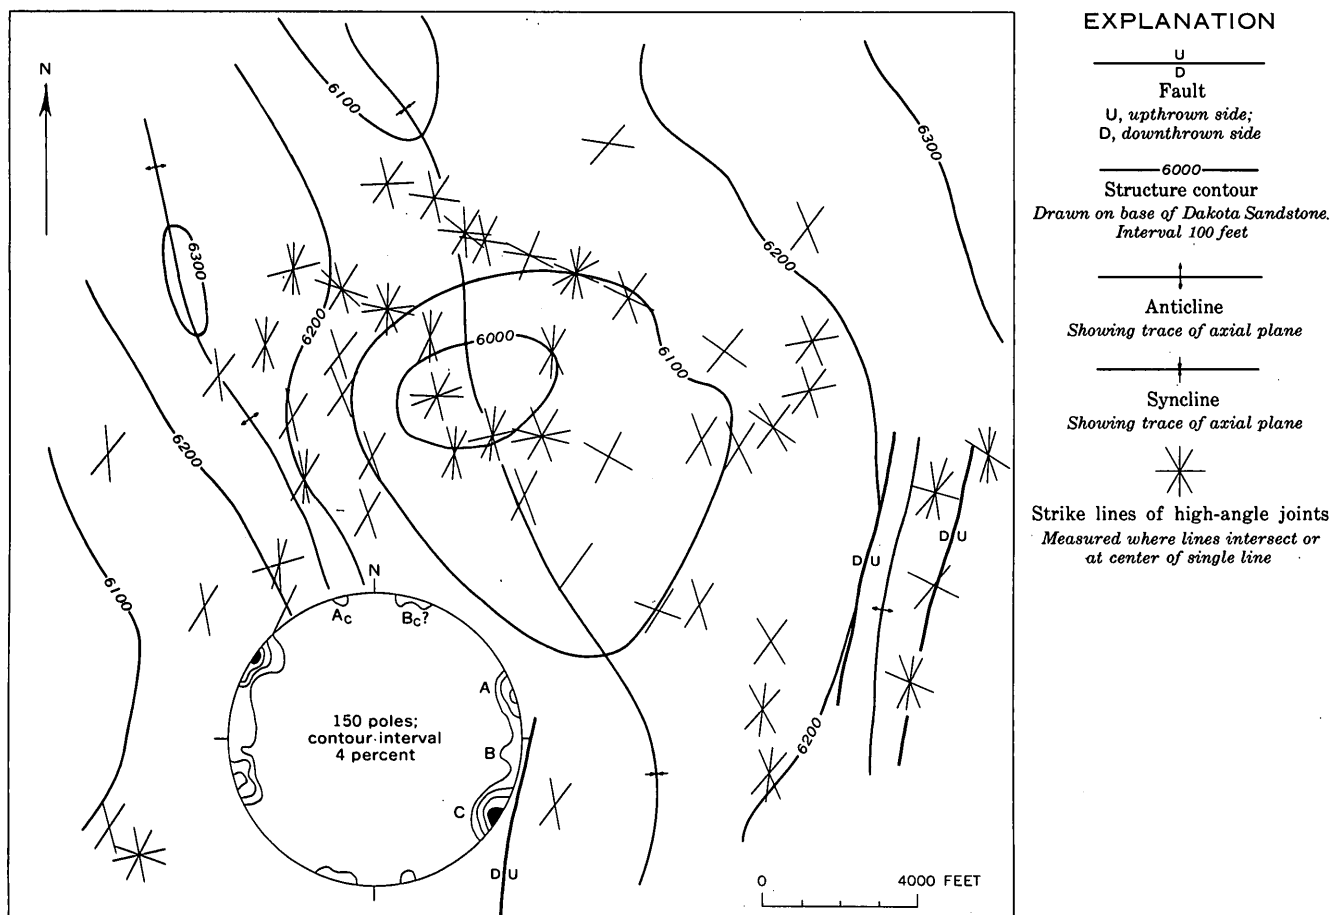 N
6100
6300
6300
6200
6200
6000
6100
6200
6100
D U
D U
N
Ac
Bc?
A
150 poles;
contour interval
4 percent
B
C
6200
D U
0 4000 FEET
EXPLANATION
U
D
Fault
U, upthrown side;
D, downthrown side
6000
Structure contour
Drawn on base of Dakota Sandstone.
Interval 100 feet
Anticline
Showing trace of axial plane
Syncline
Showing trace of axial plane
Strike lines of high-angle joints
Measured where lines intersect or
at center of single line